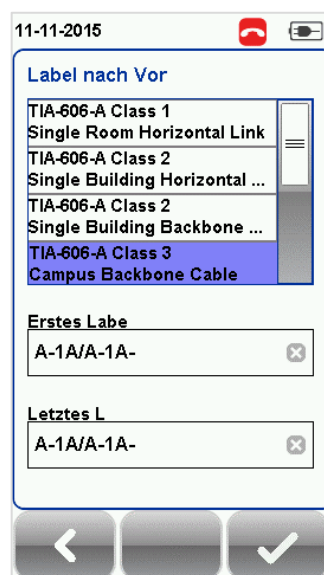 11-11-2015
Label nach Vor
TIA-606-A Class 1
Single Room Horizontal Link
TIA-606-A Class 2
Single Building Horizontal ...
TIA-606-A Class 2
Single Building Backbone ...
TIA-606-A Class 3
Campus Backbone Cable
Erstes Labe
A-1A/A-1A-
Letztes L
A-1A/A-1A-